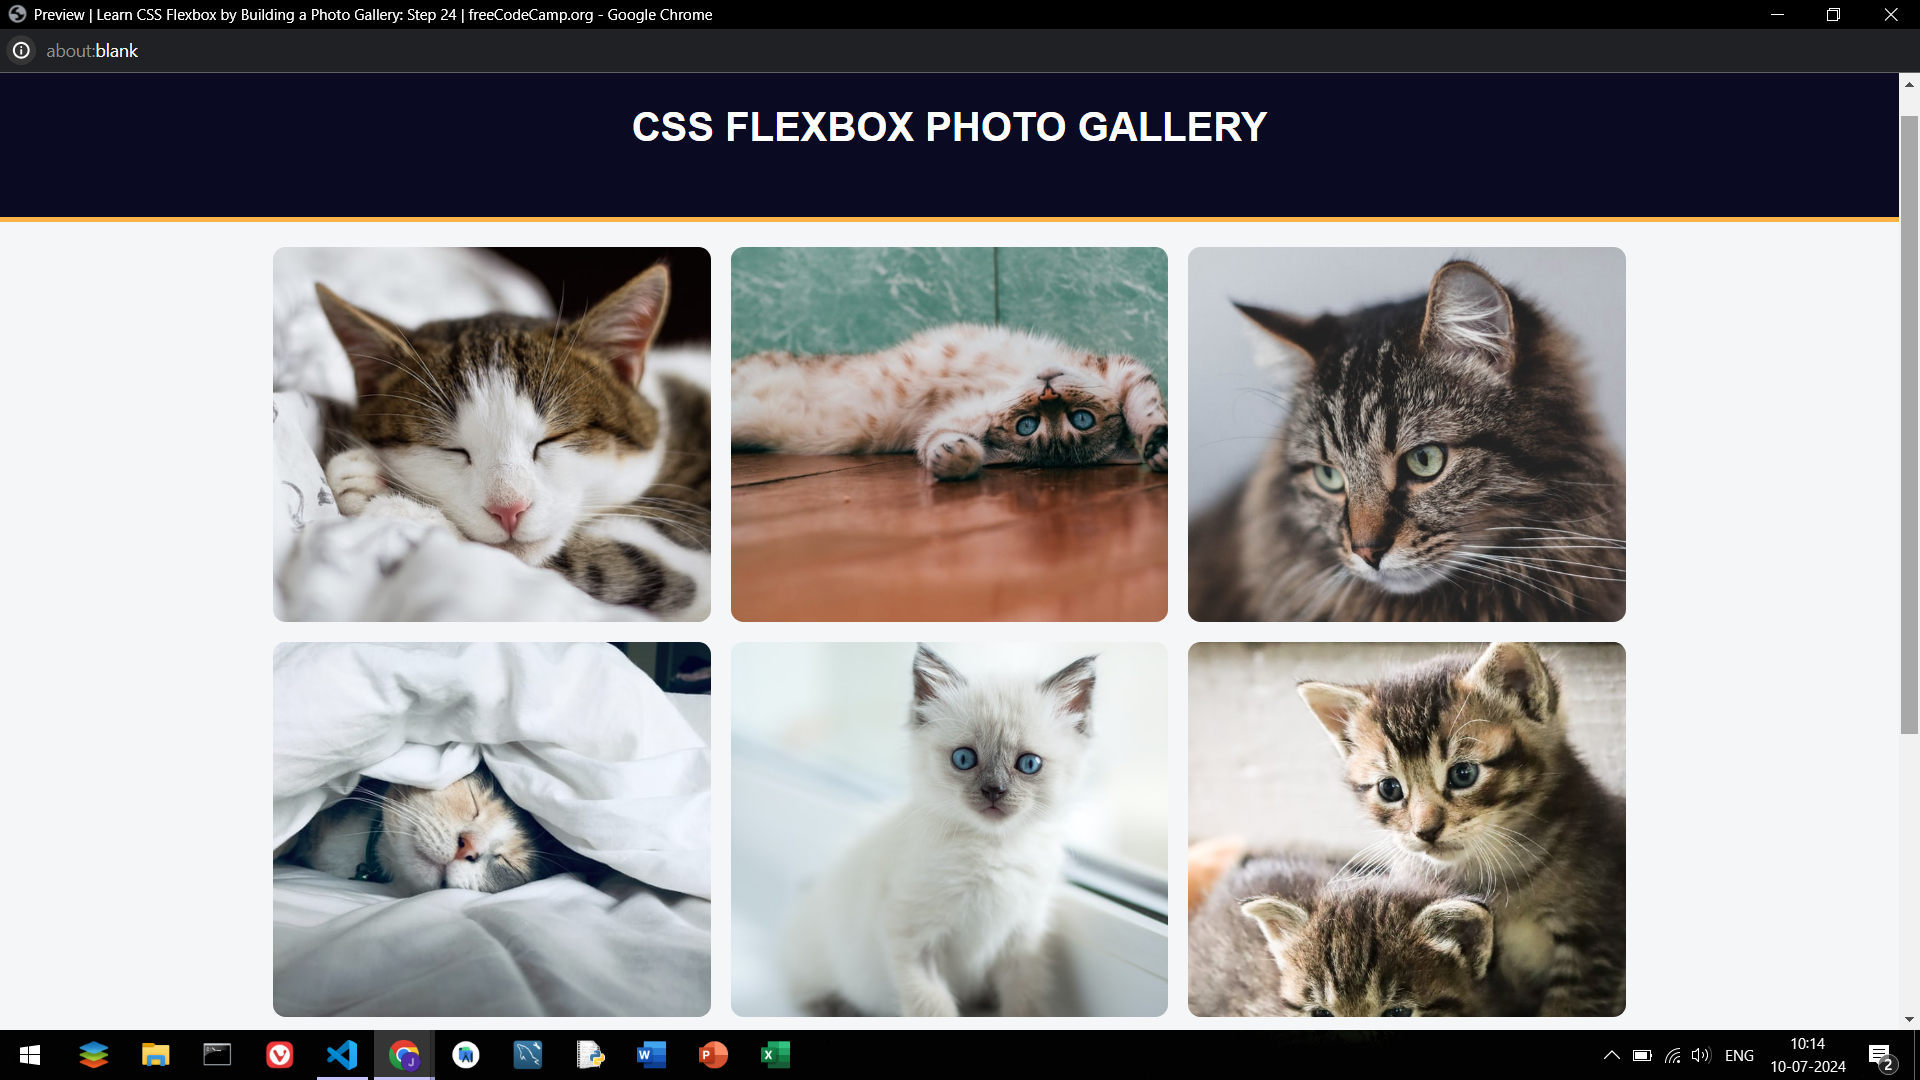 Preview | Learn CSS Flexbox by Building a Photo Gallery: Step 24 | freeCodeCamp.org - Google Chrome
about:blank
CSS FLEXBOX PHOTO GALLERY
ENG
10:14
10-07-2024
2